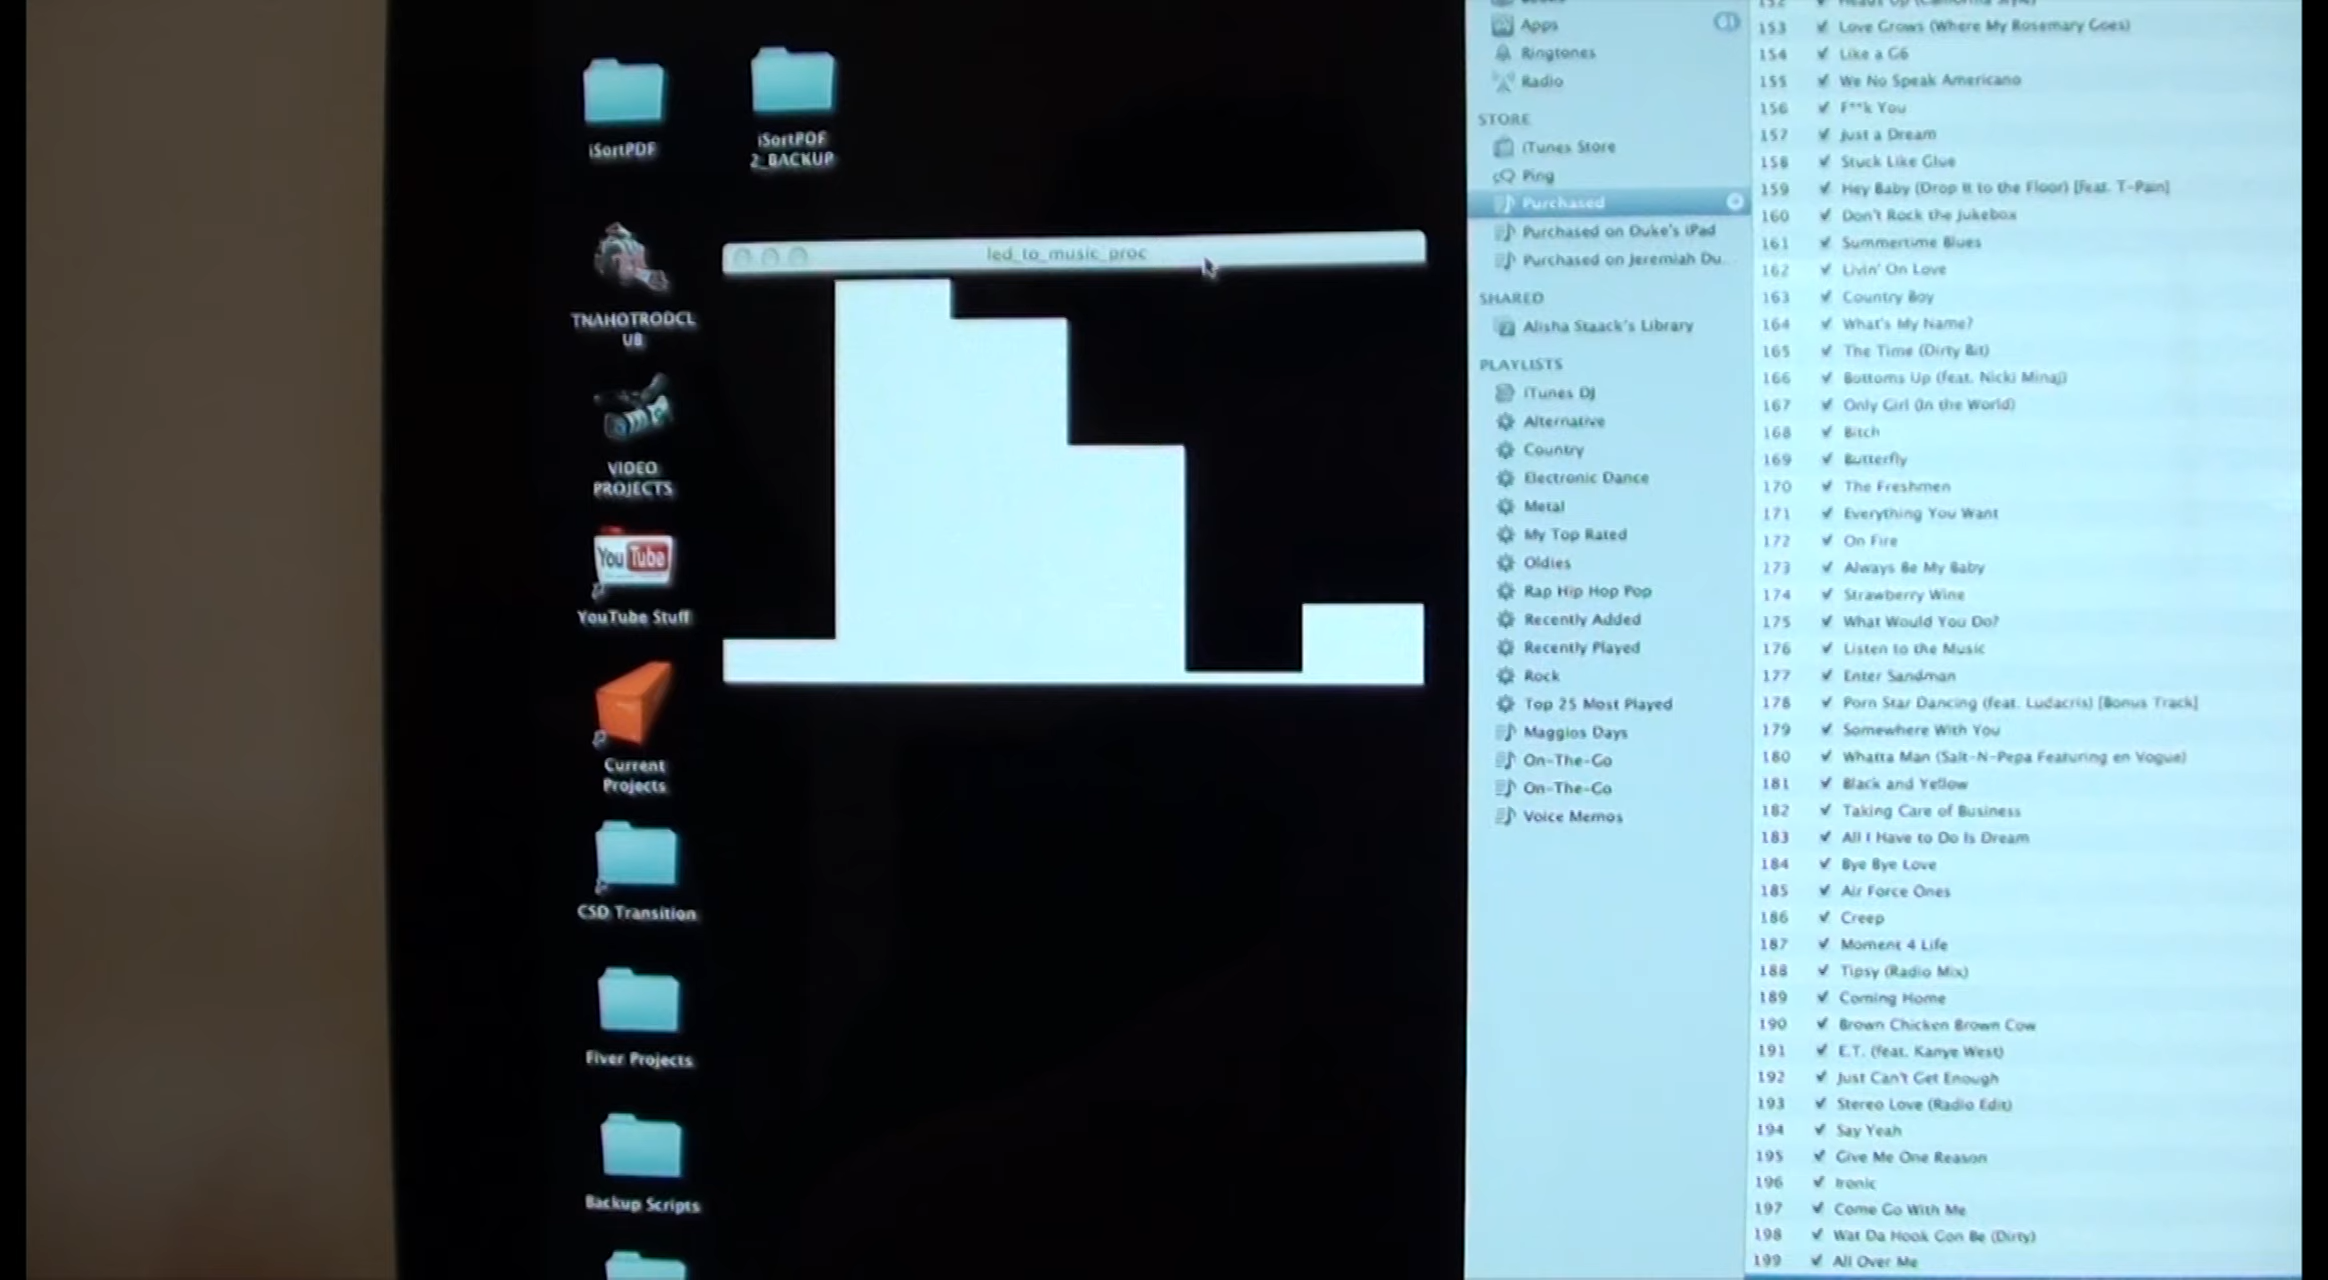 iSortPDF
iSortPDF
2_BACKUP
TNAHOTRODCL
UB
VIDEO
PROJECTS
YouTube
YouTube Stuff
Current
Projects
CSD Transition
Fiver Projects
Backup Scripts
led_to_music_proc
Apps
Ringtones
Radio
STORE
iTunes Store
Ping
Purchased
Purchased on Duke's iPad
Purchased on Jeremiah Du...
SHARED
Alisha Staack's Library
PLAYLISTS
iTunes DJ
Alternative
Country
Electronic Dance
Metal
My Top Rated
Oldies
Rap Hip Hop Pop
Recently Added
Recently Played
Rock
Top 25 Most Played
Maggios Days
On-The-Go
On-The-Go
Voice Memos
152 Heads Up (California Style)
153 Love Grows (Where My Rosemary Goes)
154 Like a G6
155 We No Speak Americano
156 F**k You
157 Just a Dream
158 Stuck Like Glue
159 Hey Baby (Drop It to the Floor) [feat. T-Pain]
160 Don't Rock the Jukebox
161 Summertime Blues
162 Livin' On Love
163 Country Boy
164 What's My Name?
165 The Time (Dirty Bit)
166 Bottoms Up (feat. Nicki Minaj)
167 Only Girl (In the World)
168 Bitch
169 Butterfly
170 The Freshmen
171 Everything You Want
172 On Fire
173 Always Be My Baby
174 Strawberry Wine
175 What Would You Do?
176 Listen to the Music
177 Enter Sandman
178 Porn Star Dancing (feat. Ludacris) [Bonus Track]
179 Somewhere With You
180 Whatta Man (Salt-N-Pepa Featuring en Vogue)
181 Black and Yellow
182 Taking Care of Business
183 All I Have to Do Is Dream
184 Bye Bye Love
185 Air Force Ones
186 Creep
187 Moment 4 Life
188 Tipsy (Radio Mix)
189 Coming Home
190 Brown Chicken Brown Cow
191 E.T. (feat. Kanye West)
192 Just Can't Get Enough
193 Stereo Love (Radio Edit)
194 Say Yeah
195 Give Me One Reason
196 Ironic
197 Come Go With Me
198 Wat Da Hook Gon Be (Dirty)
199 All Over Me